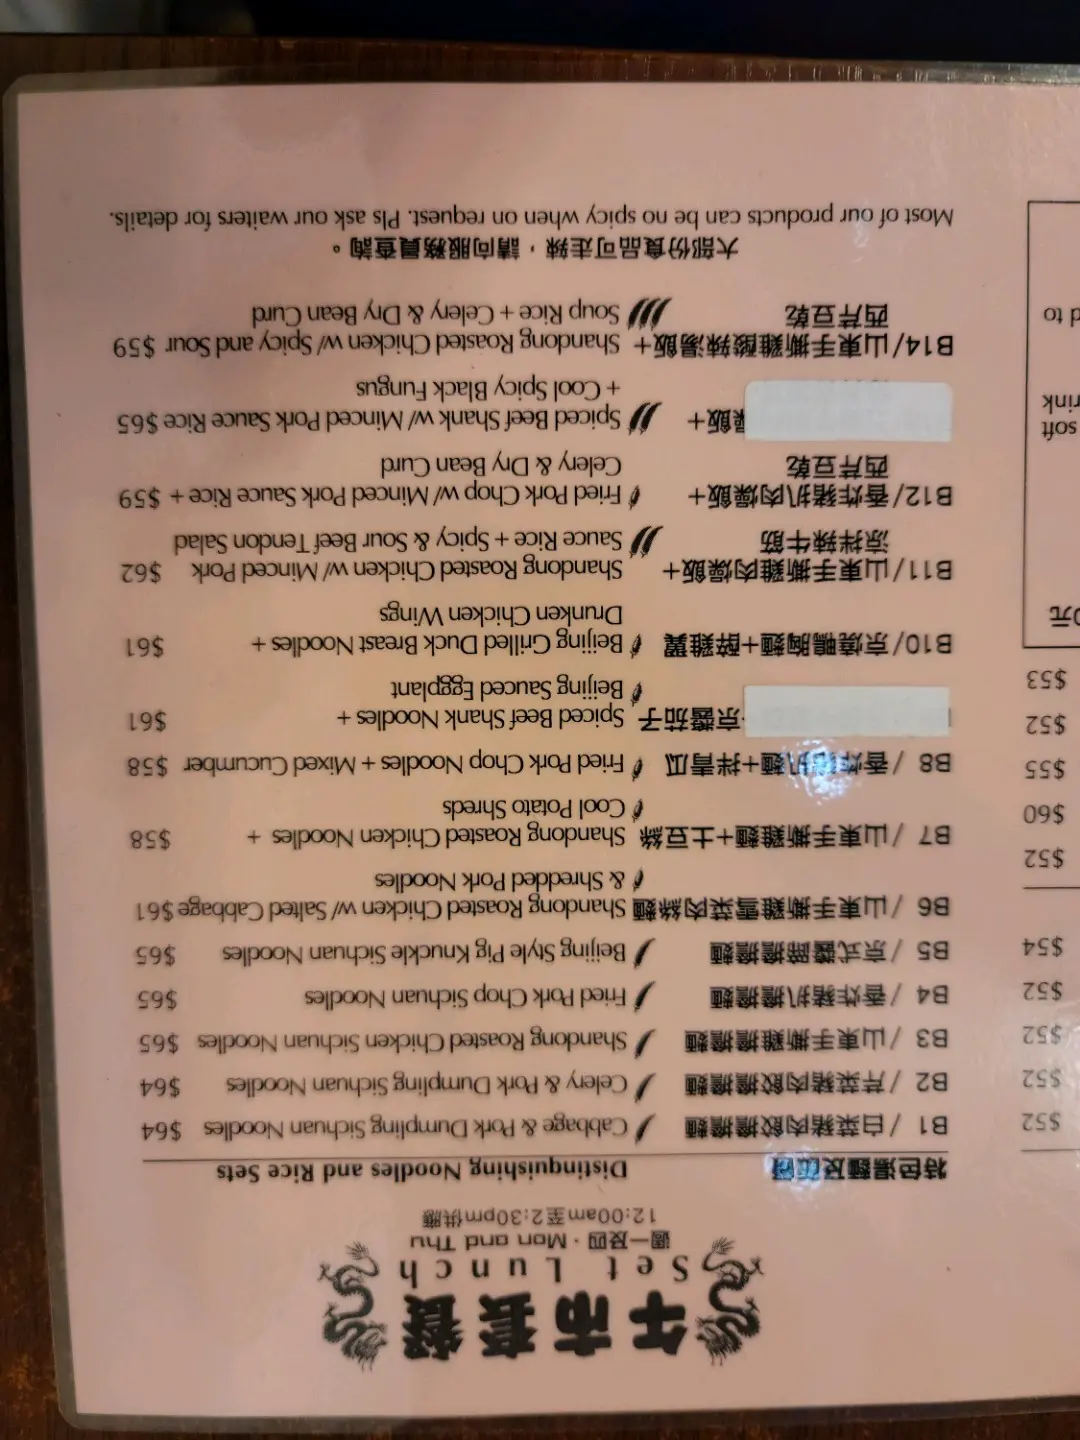 午市套餐
Set Lunch
週一及四 · Mon and Thu
12:00am至2:30pm供應
特色湯麵及 Distinguishing Noodles and Rice Sets
B1 / 白菜豬肉餃擔擔麵 Cabbage & Pork Dumpling Sichuan Noodles $64
B2 / 芹菜豬肉餃擔擔麵 Celery & Pork Dumpling Sichuan Noodles $64
B3 / 山東手撕雞擔擔麵 Shandong Roasted Chicken Sichuan Noodles $65
B4 / 香炸豬扒擔擔麵 Fried Pork Chop Sichuan Noodles $65
B5 / 京式醬蹄擔擔麵 Beijing Style Pig Knuckle Sichuan Noodles $65
B6 / 山東手撕雞雪菜肉絲麵 Shandong Roasted Chicken w/ Salted Cabbage $61
& Shredded Pork Noodles
B7 / 山東手撕雞麵+土豆絲 Shandong Roasted Chicken Noodles + $58
Cool Potato Shreds
B8 / 香炸豬扒麵+拌青瓜 Fried Pork Chop Noodles + Mixed Cucumber $58
京醬茄子 Spiced Beef Shank Noodles + $61
Beijing Sauced Eggplant
B10/ 京燒鴨胸麵+醉雞翼 Beijing Grilled Duck Breast Noodles + $61
Drunken Chicken Wings
B11/ 山東手撕雞肉燥飯+ Shandong Roasted Chicken w/ Minced Pork $62
涼拌辣牛筋 Sauce Rice + Spicy & Sour Beef Tendon Salad
B12/ 香炸豬扒肉燥飯+ Fried Pork Chop w/ Minced Pork Sauce Rice + $59
西芹豆乾 Celery & Dry Bean Curd
飯+ Spiced Beef Shank w/ Minced Pork Sauce Rice $65
+ Cool Spicy Black Fungus
B14/ 山東手撕雞酸辣湯飯+ Shandong Roasted Chicken w/ Spicy and Sour $59
西芹豆乾 Soup Rice + Celery & Dry Bean Curd
大部份食品可走辣，請向服務員查詢。
Most of our products can be no spicy when on request. Pls ask our waiters for details.
$52
$52
$52
$52
$54
$52
$60
$55
$52
$53
0元
soft
rink
d to